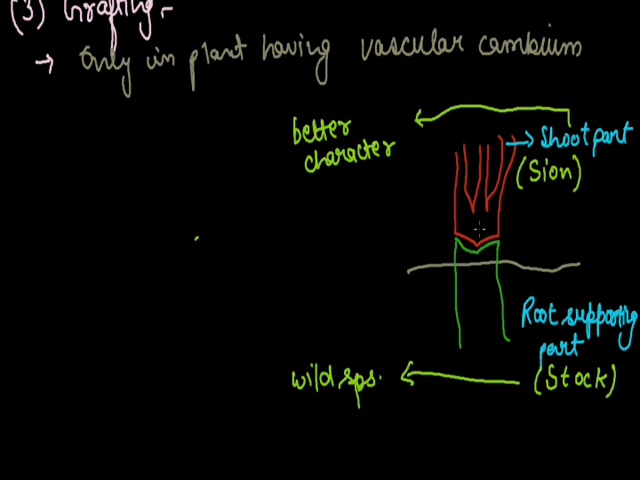 (3) Grafting,-
→ Only in plant having vascular cambium
better
character
→ Shoot part
(Sion)
Root supporting
part
(Stock)
wild sps.